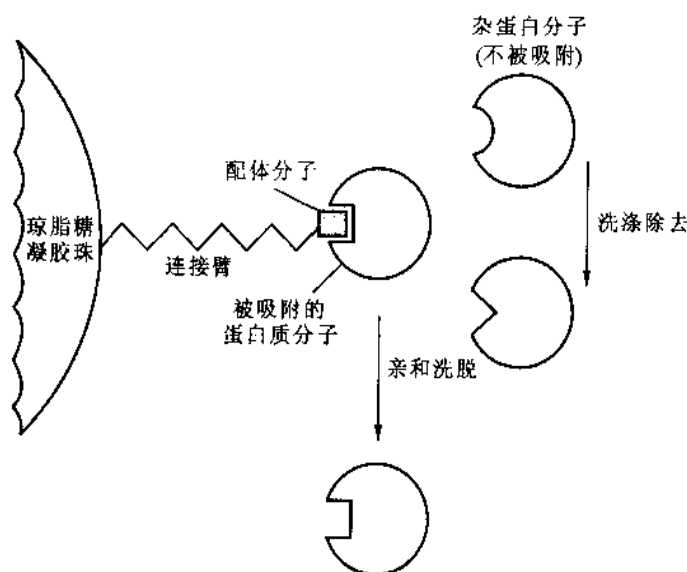 杂蛋白分子
(不被吸附)
配体分子
琼脂糖
凝胶珠
连接臂
洗涤除去
被吸附的
蛋白质分子
亲和洗脱